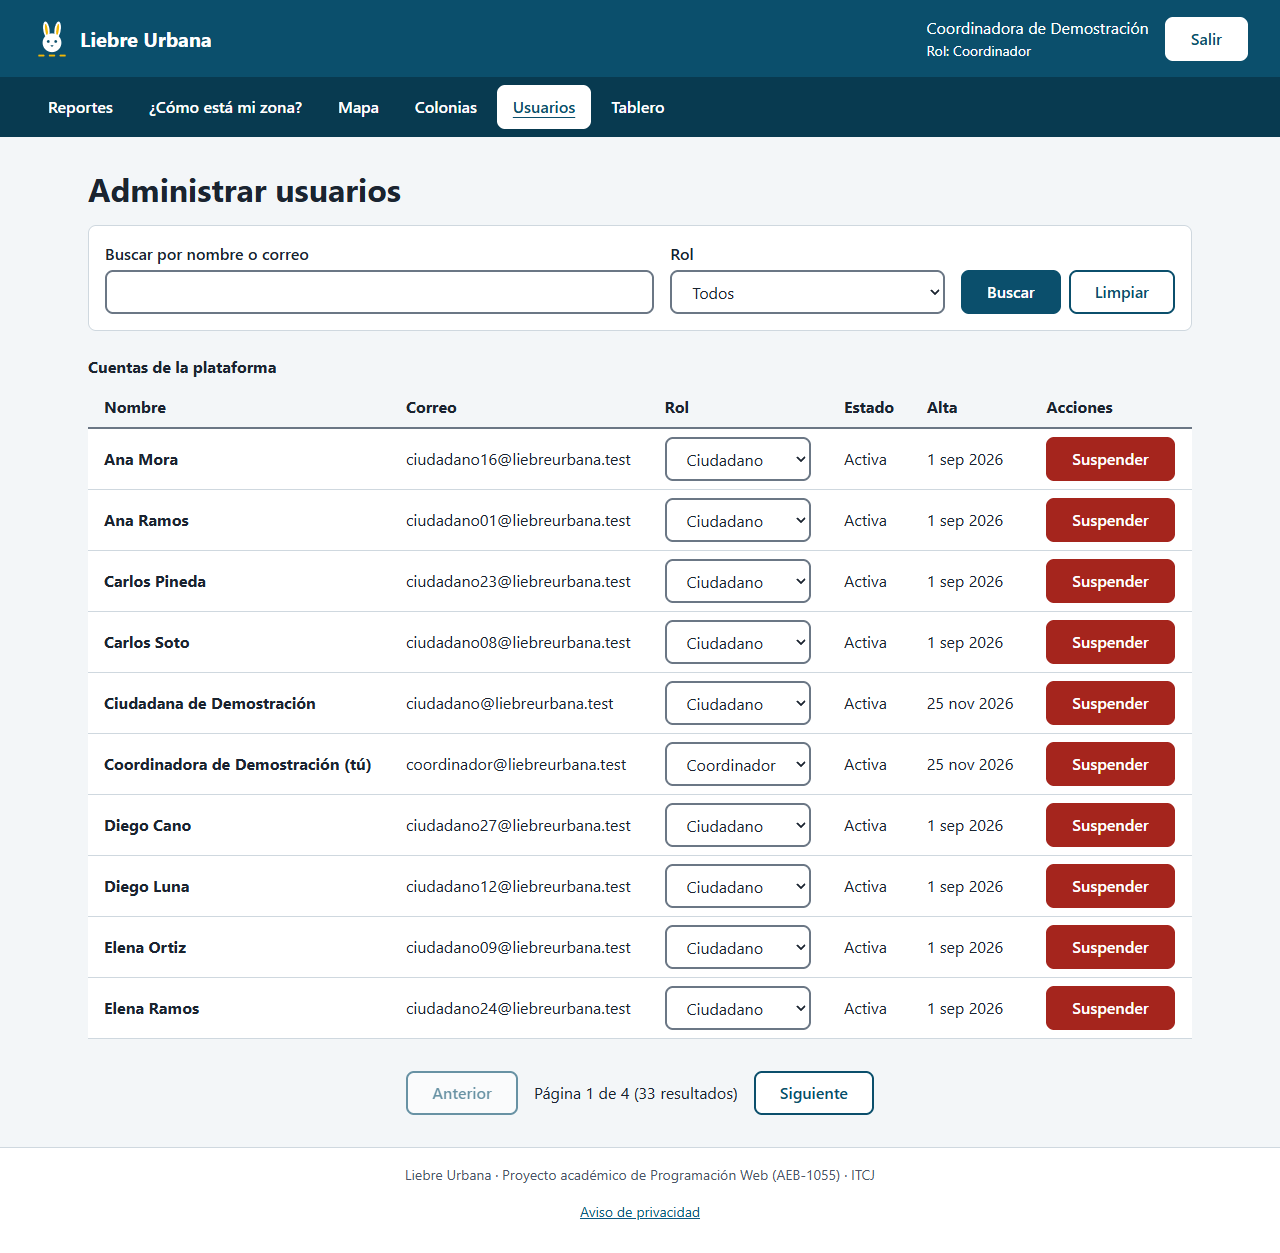 Liebre Urbana
Coordinadora de Demostración
Rol: Coordinador
Salir
Reportes
¿Cómo está mi zona?
Mapa
Colonias
Usuarios
Tablero
Administrar usuarios
Buscar por nombre o correo
Rol
Todos
Buscar
Limpiar
Cuentas de la plataforma
Nombre Correo Rol Estado Alta Acciones
Ana Mora ciudadano16@liebreurbana.test Ciudadano Activa 1 sep 2026 Suspender
Ana Ramos ciudadano01@liebreurbana.test Ciudadano Activa 1 sep 2026 Suspender
Carlos Pineda ciudadano23@liebreurbana.test Ciudadano Activa 1 sep 2026 Suspender
Carlos Soto ciudadano08@liebreurbana.test Ciudadano Activa 1 sep 2026 Suspender
Ciudadana de Demostración ciudadano@liebreurbana.test Ciudadano Activa 25 nov 2026 Suspender
Coordinadora de Demostración (tú) coordinador@liebreurbana.test Coordinador Activa 25 nov 2026 Suspender
Diego Cano ciudadano27@liebreurbana.test Ciudadano Activa 1 sep 2026 Suspender
Diego Luna ciudadano12@liebreurbana.test Ciudadano Activa 1 sep 2026 Suspender
Elena Ortiz ciudadano09@liebreurbana.test Ciudadano Activa 1 sep 2026 Suspender
Elena Ramos ciudadano24@liebreurbana.test Ciudadano Activa 1 sep 2026 Suspender
Anterior Página 1 de 4 (33 resultados) Siguiente
Liebre Urbana · Proyecto académico de Programación Web (AEB-1055) · ITCJ
Aviso de privacidad